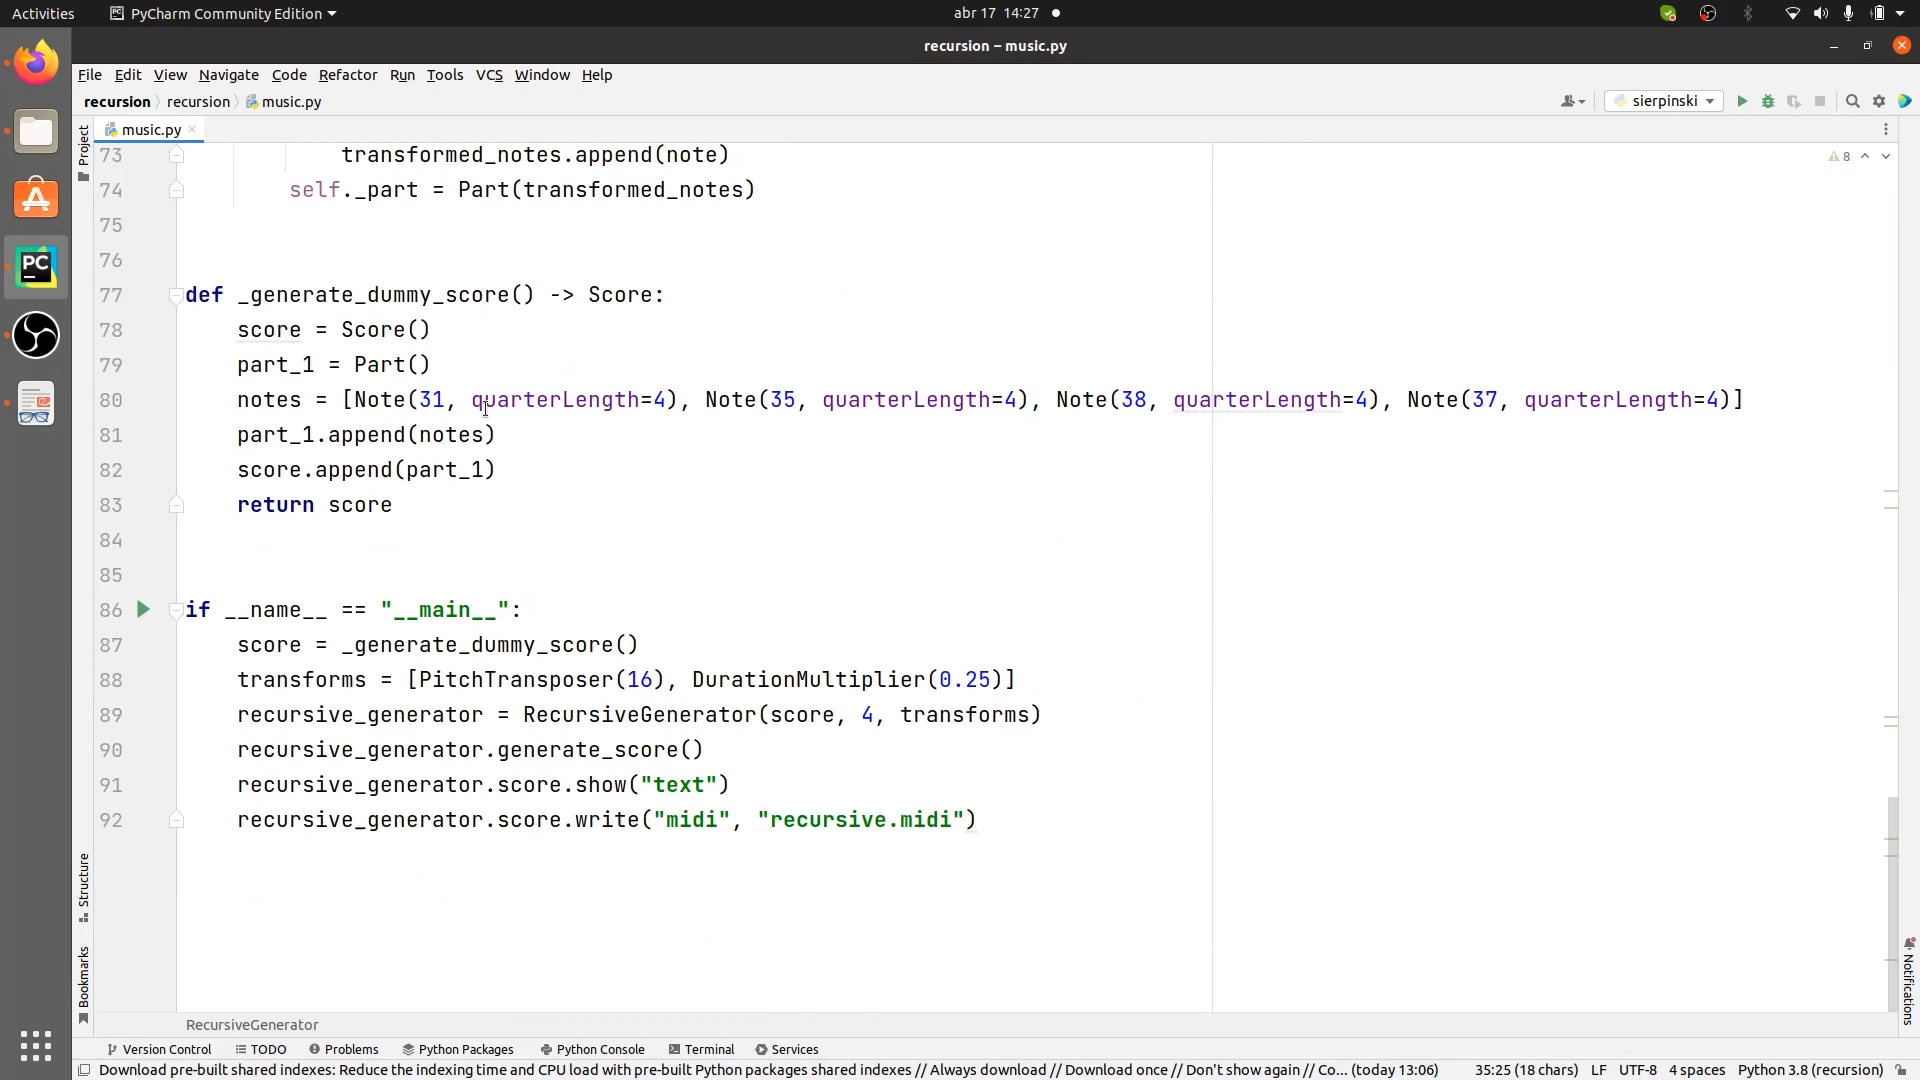 Activities PyCharm Community Edition abr 17 14:27
recursion – music.py
File Edit View Navigate Code Refactor Run Tools VCS Window Help
recursion recursion music.py sierpinski
music.py
Project
8
73 transformed_notes.append(note)
74 self._part = Part(transformed_notes)
75
76
77 def _generate_dummy_score() -> Score:
78 score = Score()
79 part_1 = Part()
80 notes = [Note(31, quarterLength=4), Note(35, quarterLength=4), Note(38, quarterLength=4), Note(37, quarterLength=4)]
81 part_1.append(notes)
82 score.append(part_1)
83 return score
84
85
86 if __name__ == "__main__":
87 score = _generate_dummy_score()
88 transforms = [PitchTransposer(16), DurationMultiplier(0.25)]
89 recursive_generator = RecursiveGenerator(score, 4, transforms)
90 recursive_generator.generate_score()
91 recursive_generator.score.show("text")
92 recursive_generator.score.write("midi", "recursive.midi")
Structure
Bookmarks
Notifications
RecursiveGenerator
Version Control TODO Problems Python Packages Python Console Terminal Services
Download pre-built shared indexes: Reduce the indexing time and CPU load with pre-built Python packages shared indexes // Always download // Download once // Don't show again // Co... (today 13:06) 35:25 (18 chars) LF UTF-8 4 spaces Python 3.8 (recursion)